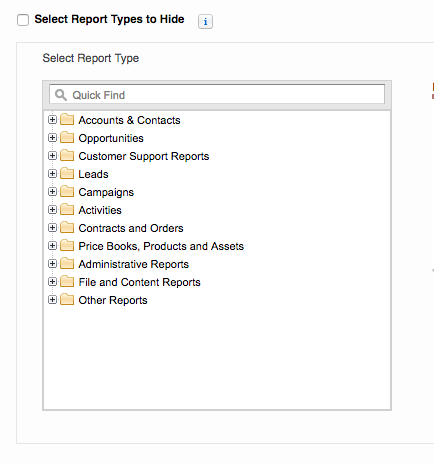 Select Report Types to Hide i
Select Report Type
Quick Find
Accounts & Contacts
Opportunities
Customer Support Reports
Leads
Campaigns
Activities
Contracts and Orders
Price Books, Products and Assets
Administrative Reports
File and Content Reports
Other Reports